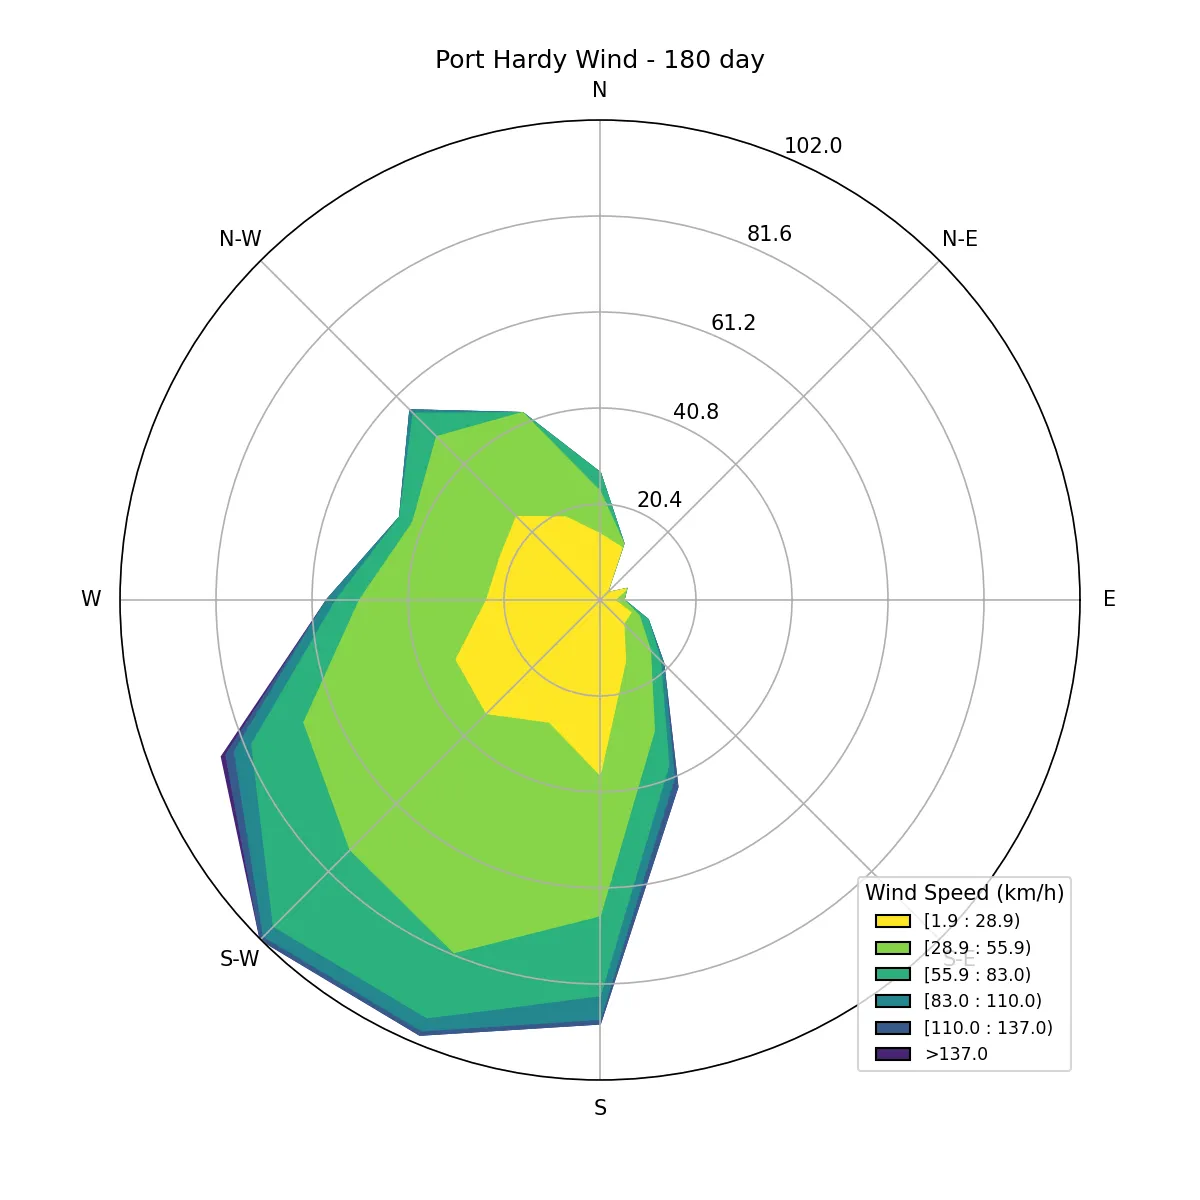 Port Hardy Wind - 180 day
N
102.0
N-W
81.6
N-E
61.2
40.8
20.4
W
E
Wind Speed (km/h)
[1.9 : 28.9)
[28.9 : 55.9)
S-W
S-E
[55.9 : 83.0)
[83.0 : 110.0)
[110.0 : 137.0)
>137.0
S